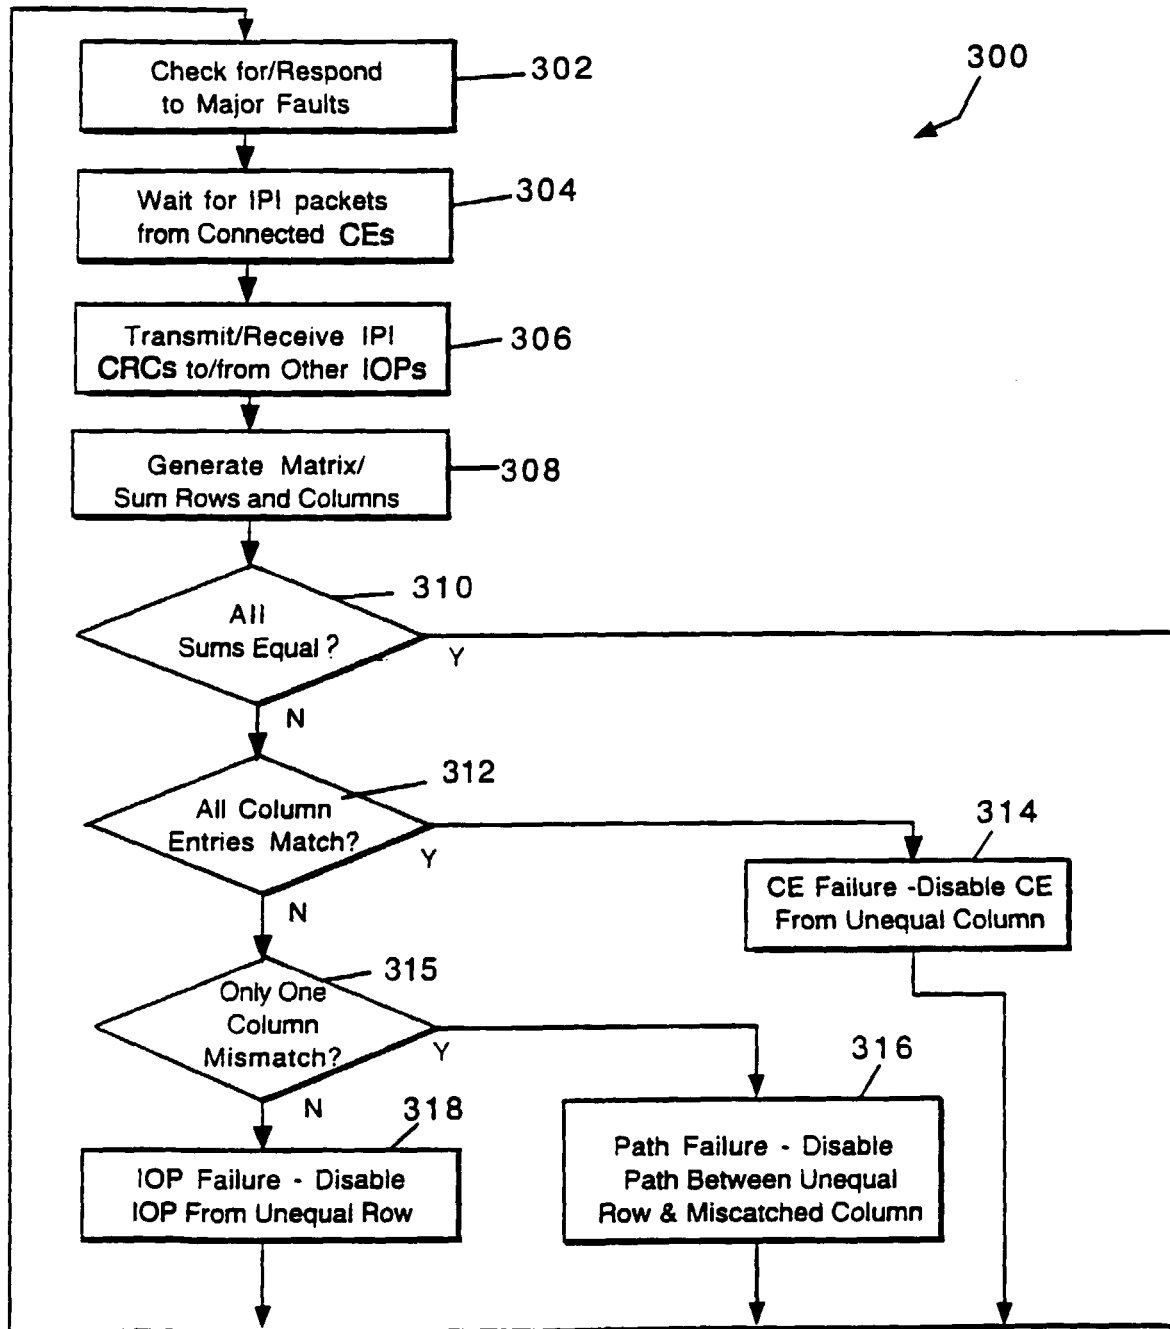 Check for/Respond
to Major Faults
302
300
Wait for IPI packets
from Connected CEs
304
Transmit/Receive IPI
CRCs to/from Other IOPs
306
Generate Matrix/
Sum Rows and Columns
308
310
All
Sums Equal?
Y
N
312
All Column
Entries Match?
Y
N
314
CE Failure -Disable CE
From Unequal Column
315
Only One
Column
Mismatch?
Y
N
316
Path Failure - Disable
Path Between Unequal
Row & Miscatched Column
318
IOP Failure - Disable
IOP From Unequal Row